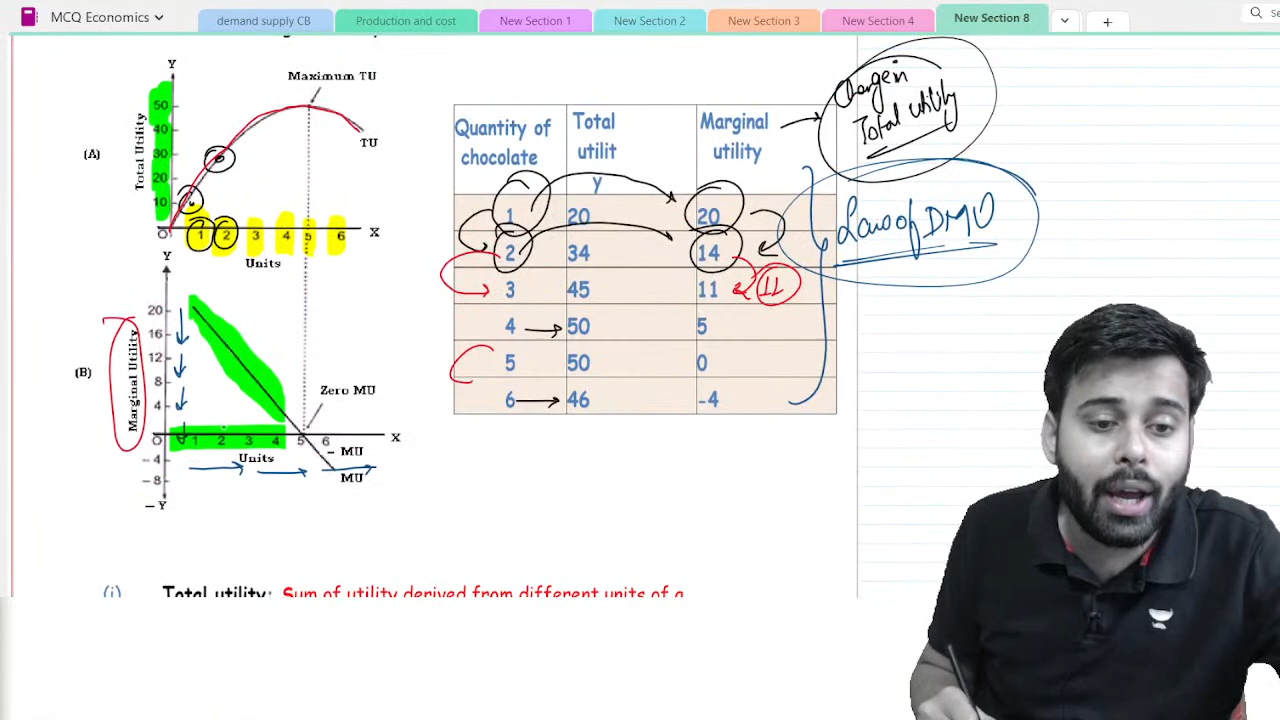 MCQ Economics
demand supply CB
Production and cost
New Section 1
New Section 2
New Section 3
New Section 4
New Section 8
+
Y
Maximum TU
50
40
30
20
10
Total Utility
TU
(A)
O 1 2 3 4 5 6 X
Units
Y
20
16
12
8
4
Marginal Utility
(B)
Zero MU
O 1 2 3 4 5 6 X
Units
– MU
– 4
– 8
MU
– Y
Quantity of chocolate
Total utilit y
Marginal utility
1 20 20
2 34 14
3 45 11
4 50 5
5 50 0
6 46 -4
11
Change in
Total utility
Law of DMU
(i) Total utility: Sum of utility derived from different units of a